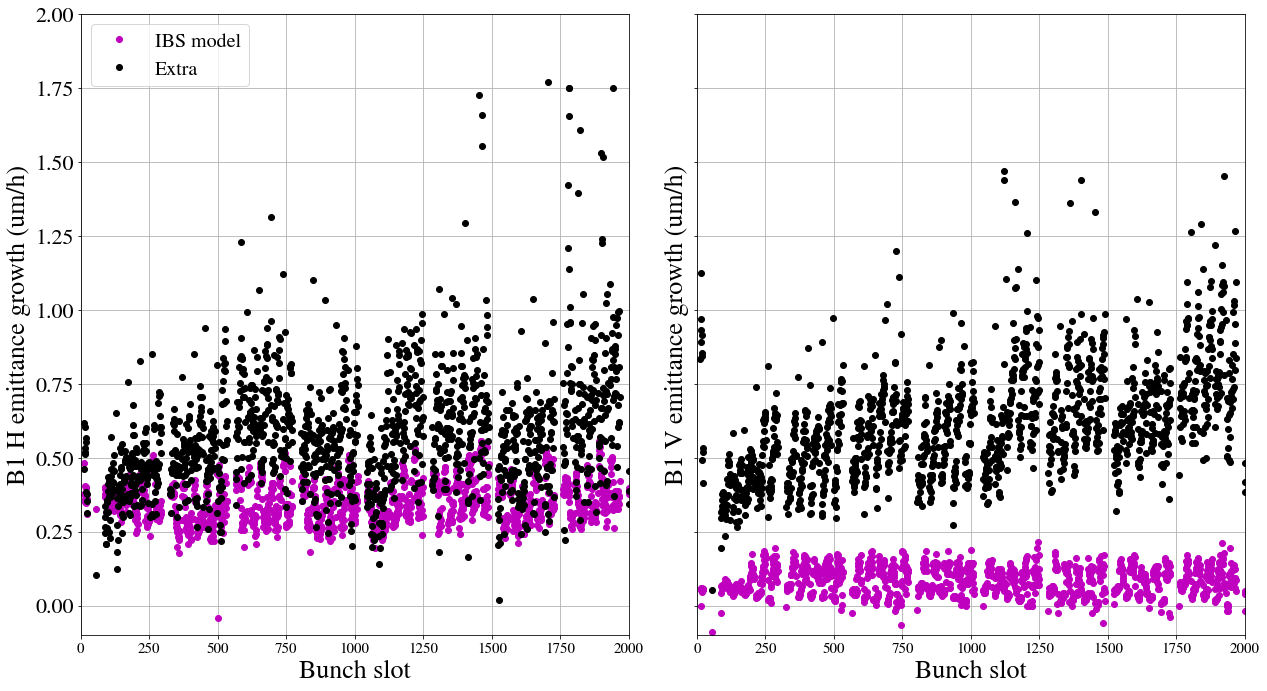 2.00
1.75
1.50
1.25
1.00
0.75
0.50
0.25
0.00
B1 H emittance growth (um/h)
IBS model
Extra
0 250 500 750 1000 1250 1500 1750 2000
Bunch slot
B1 V emittance growth (um/h)
0 250 500 750 1000 1250 1500 1750 2000
Bunch slot